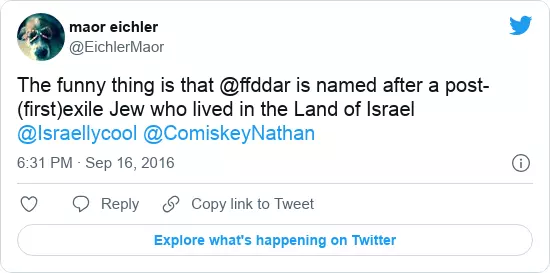 maor eichler
@EichlerMaor
The funny thing is that @ffddar is named after a post-
(first)exile Jew who lived in the Land of Israel
@Israellycool @ComiskeyNathan
6:31 PM · Sep 16, 2016
Reply
Copy link to Tweet
Explore what's happening on Twitter